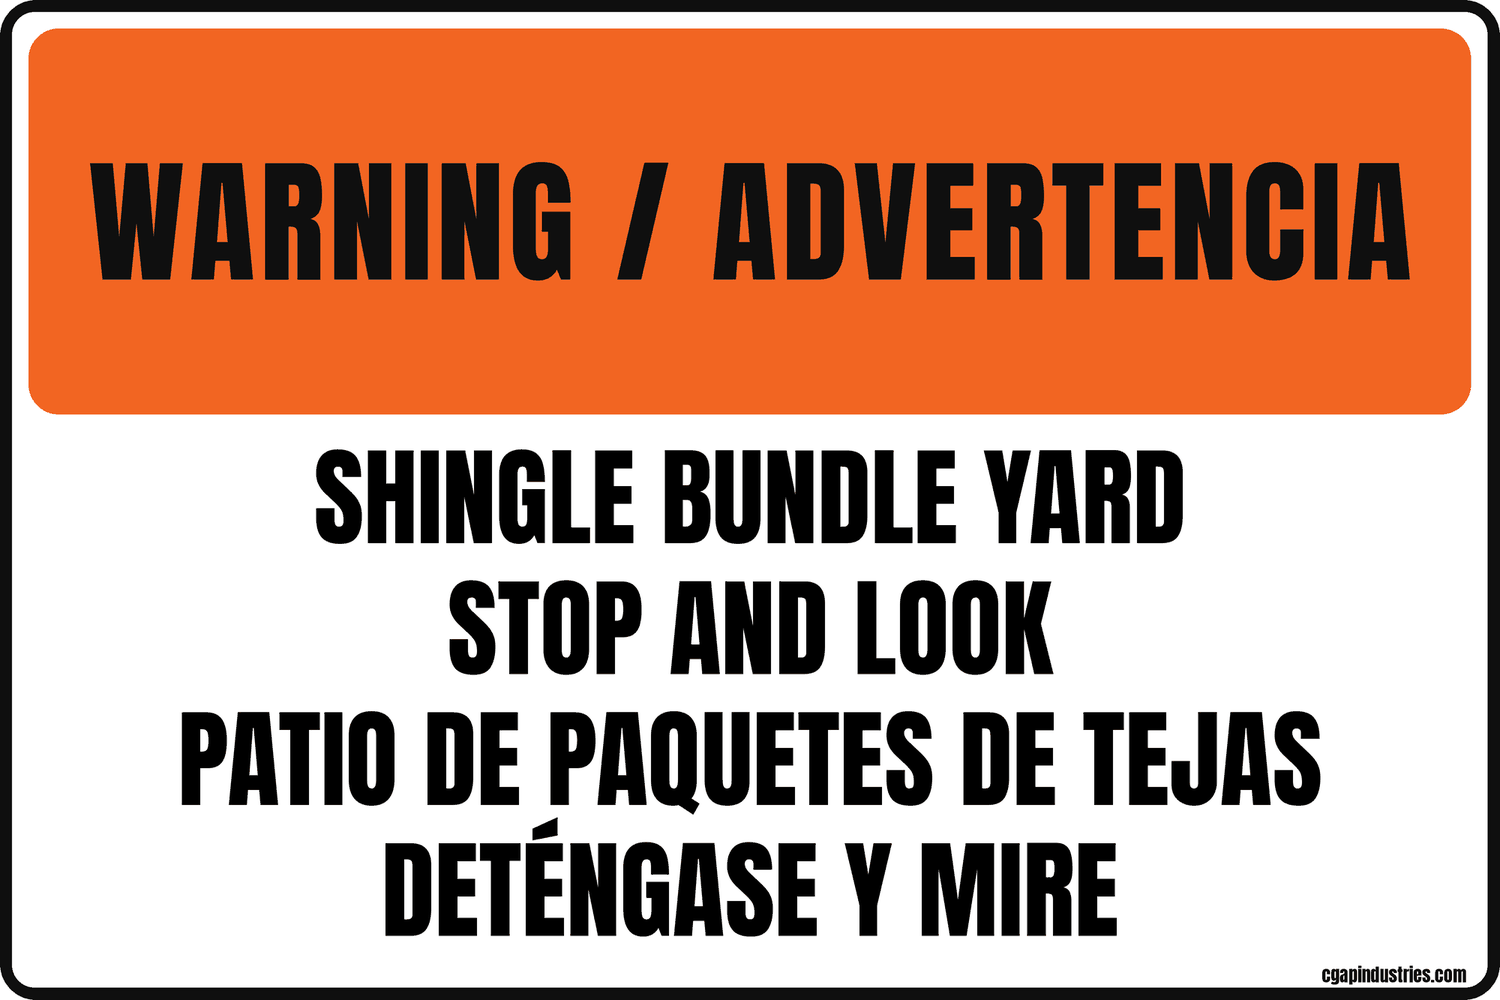 WARNING / ADVERTENCIA
SHINGLE BUNDLE YARD
STOP AND LOOK
PATIO DE PAQUETES DE TEJAS
DETÉNGASE Y MIRE
cgapindustries.com